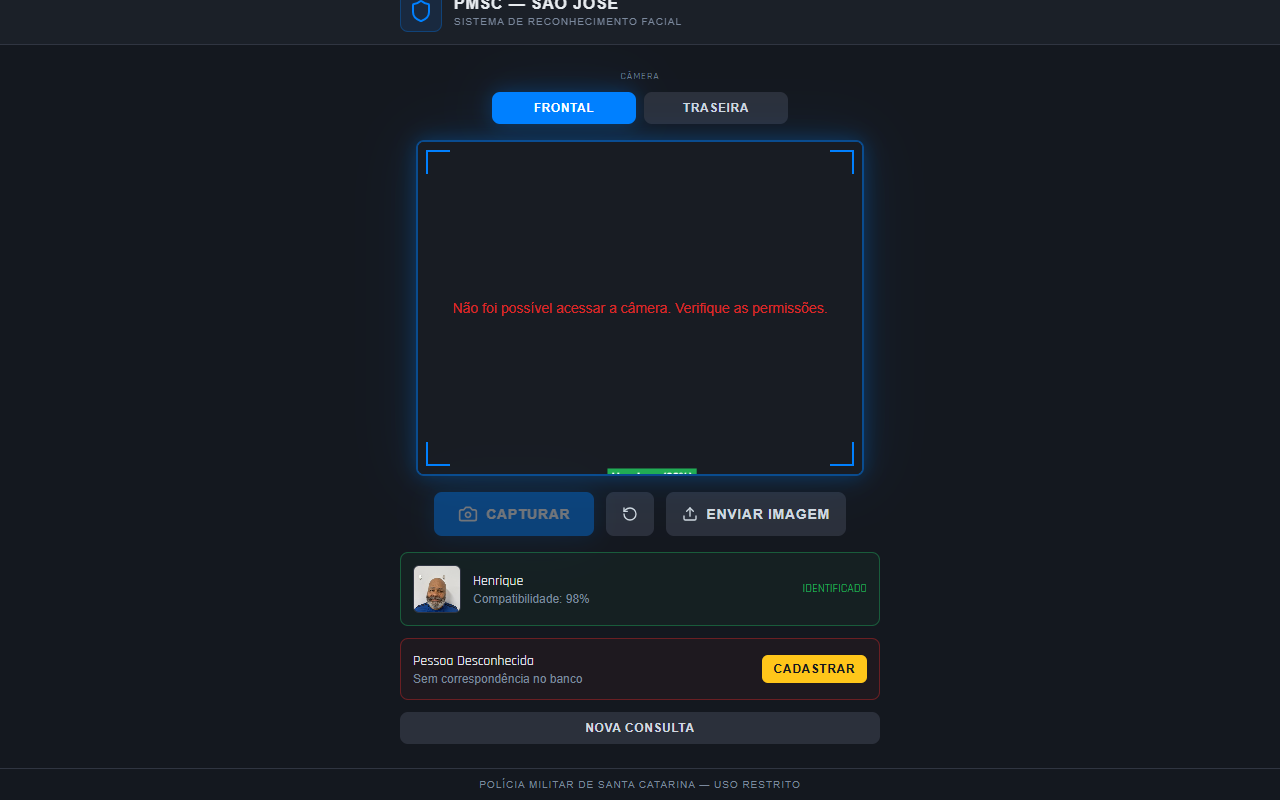 PMSC — SÃO JOSÉ
SISTEMA DE RECONHECIMENTO FACIAL
CÂMERA
FRONTAL
TRASEIRA
Não foi possível acessar a câmera. Verifique as permissões.
CAPTURAR
ENVIAR IMAGEM
Henrique
Compatibilidade: 98%
IDENTIFICADO
Pessoa Desconhecida
Sem correspondência no banco
CADASTRAR
NOVA CONSULTA
POLÍCIA MILITAR DE SANTA CATARINA — USO RESTRITO